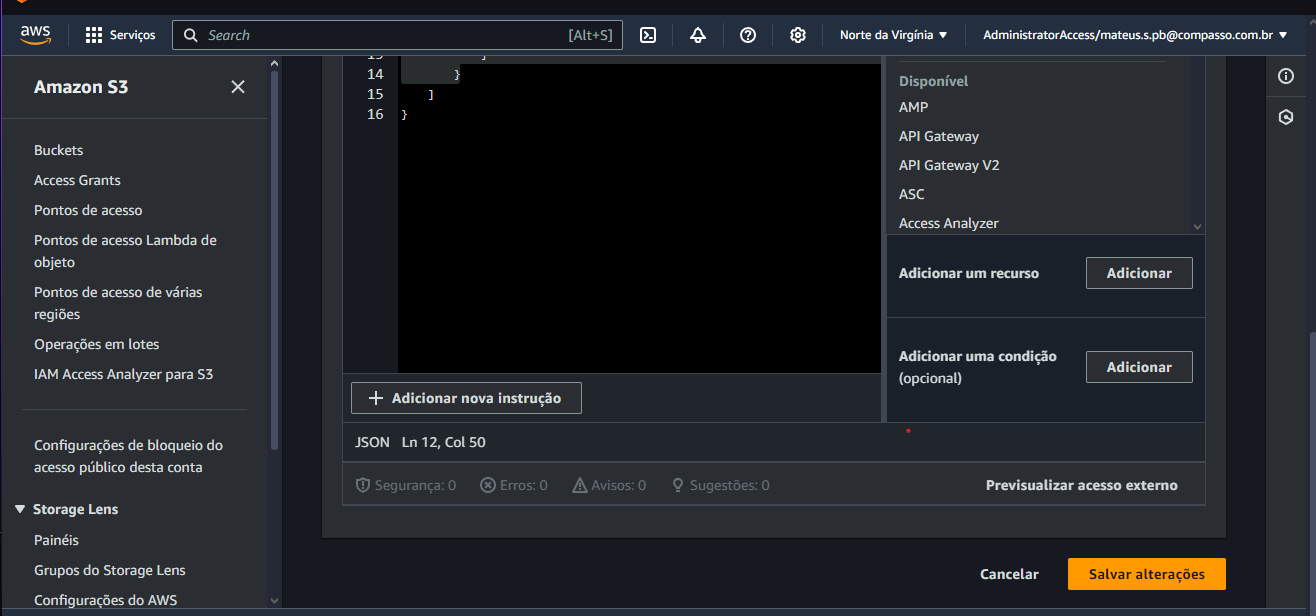 aws
Serviços
Search
[Alt+S]
Norte da Virgínia
AdministratorAccess/mateus.s.pb@compasso.com.br
Amazon S3
Buckets
Access Grants
Pontos de acesso
Pontos de acesso Lambda de
objeto
Pontos de acesso de várias
regiões
Operações em lotes
IAM Access Analyzer para S3
Configurações de bloqueio do
acesso público desta conta
Storage Lens
Painéis
Grupos do Storage Lens
Configurações do AWS
13 ]
14 }
15 ]
16 }
Disponível
AMP
API Gateway
API Gateway V2
ASC
Access Analyzer
Adicionar um recurso
Adicionar
Adicionar uma condição
(opcional)
Adicionar
+ Adicionar nova instrução
JSON Ln 12, Col 50
Segurança: 0 Erros: 0 Avisos: 0 Sugestões: 0
Previsualizar acesso externo
Cancelar
Salvar alterações